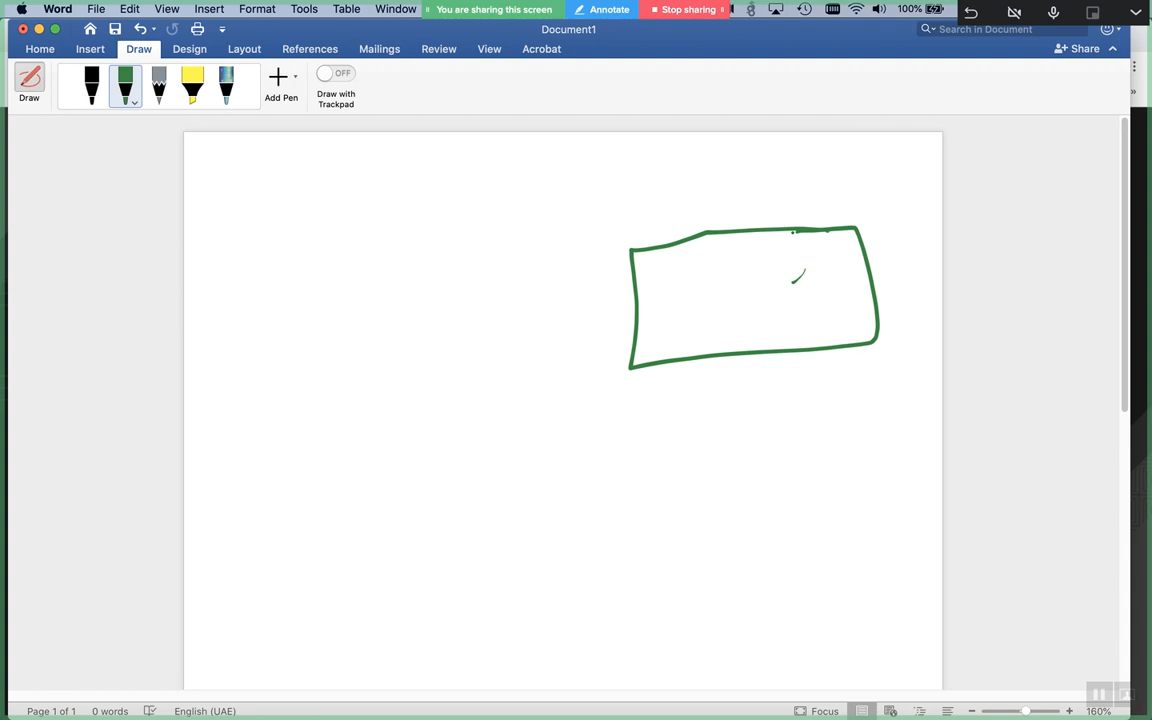 Word File Edit View Insert Format Tools Table Window You are sharing this screen Annotate Stop sharing 100%
Document1 Search in Document
Home Insert Draw Design Layout References Mailings Review View Acrobat Share
OFF
Draw Add Pen Draw with
Trackpad
Page 1 of 1 0 words English (UAE) Focus 160%